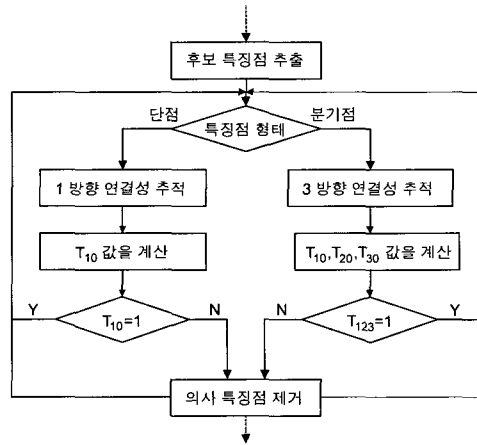 후보 특징점 추출
단점
특징점 형태
분기점
1 방향 연결성 추적
3 방향 연결성 추적
T10 값을 계산
T10,T20,T30 값을 계산
Y
T10=1
N
N
T123=1
Y
의사 특징점 제거